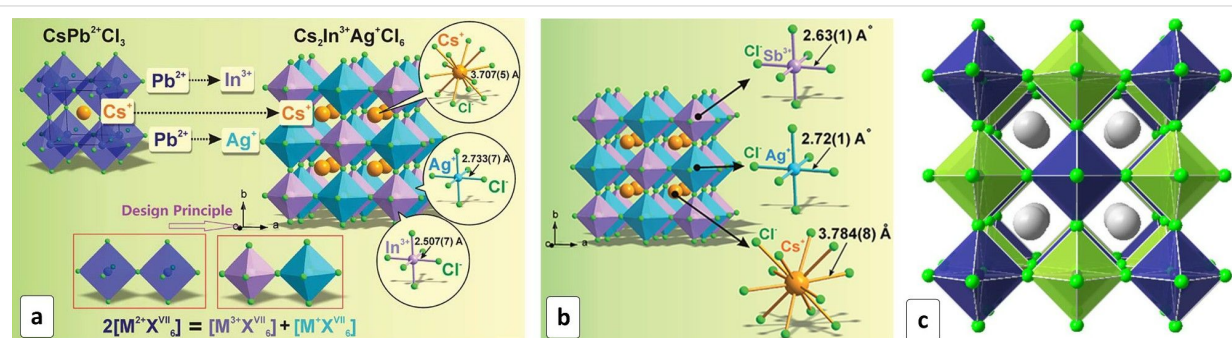 CsPb²⁺Cl₃
Cs₂In³⁺Ag⁺Cl₆
Pb²⁺
In³⁺
Cs⁺
Cs⁺
Pb²⁺
Ag⁺
Cs⁺
3.707(5) A
Cl⁻
Ag⁺
2.733(7) A
Cl⁻
In³⁺
2.507(7) A
Cl⁻
Design Principle
b
c
a
2[M²⁺Xⱽᴵᴵ₆] = [M³⁺Xⱽᴵᴵ₆] + [M⁺Xⱽᴵᴵ₆]
a
Cl⁻
Sb³⁺
2.63(1) A°
Cl⁻
Ag⁺
2.72(1) A°
Cl⁻
Cs⁺
3.784(8) Å
b
c
a
b
c